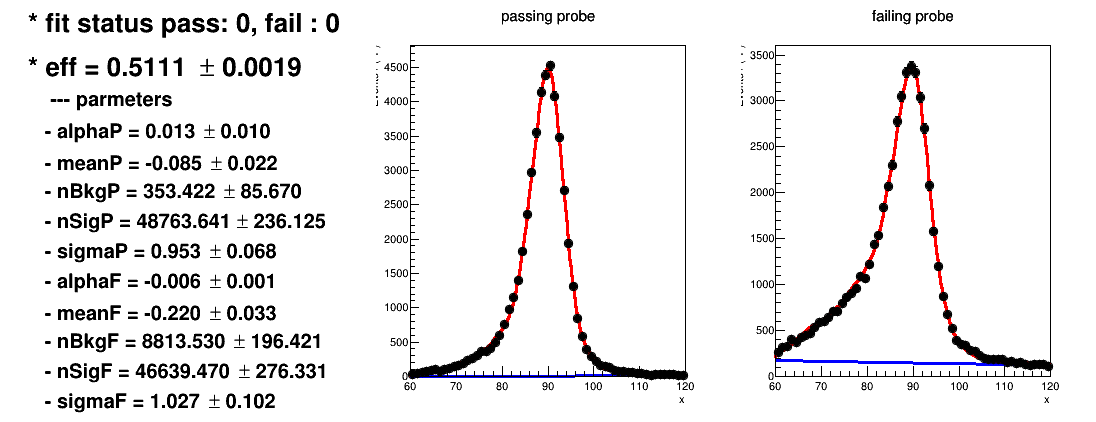 * fit status pass: 0, fail : 0
* eff = 0.5111 ± 0.0019
--- parmeters
- alphaP = 0.013 ± 0.010
- meanP = -0.085 ± 0.022
- nBkgP = 353.422 ± 85.670
- nSigP = 48763.641 ± 236.125
- sigmaP = 0.953 ± 0.068
- alphaF = -0.006 ± 0.001
- meanF = -0.220 ± 0.033
- nBkgF = 8813.530 ± 196.421
- nSigF = 46639.470 ± 276.331
- sigmaF = 1.027 ± 0.102
passing probe
4500
4000
3500
3000
2500
2000
1500
1000
500
0
60 70 80 90 100 110 120
x
failing probe
3500
3000
2500
2000
1500
1000
500
0
60 70 80 90 100 110 120
x